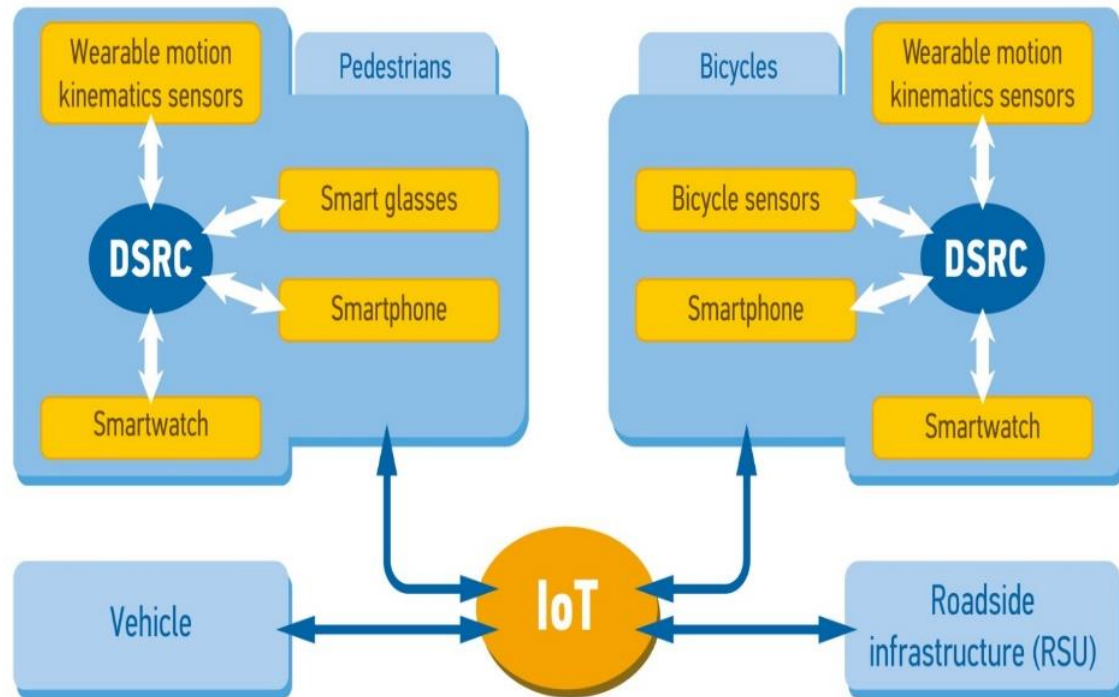 Wearable motion
kinematics sensors
Pedestrians
Smart glasses
DSRC
Smartphone
Smartwatch
Bicycles
Wearable motion
kinematics sensors
Bicycle sensors
DSRC
Smartphone
Smartwatch
IoT
Vehicle
Roadside
infrastructure (RSU)